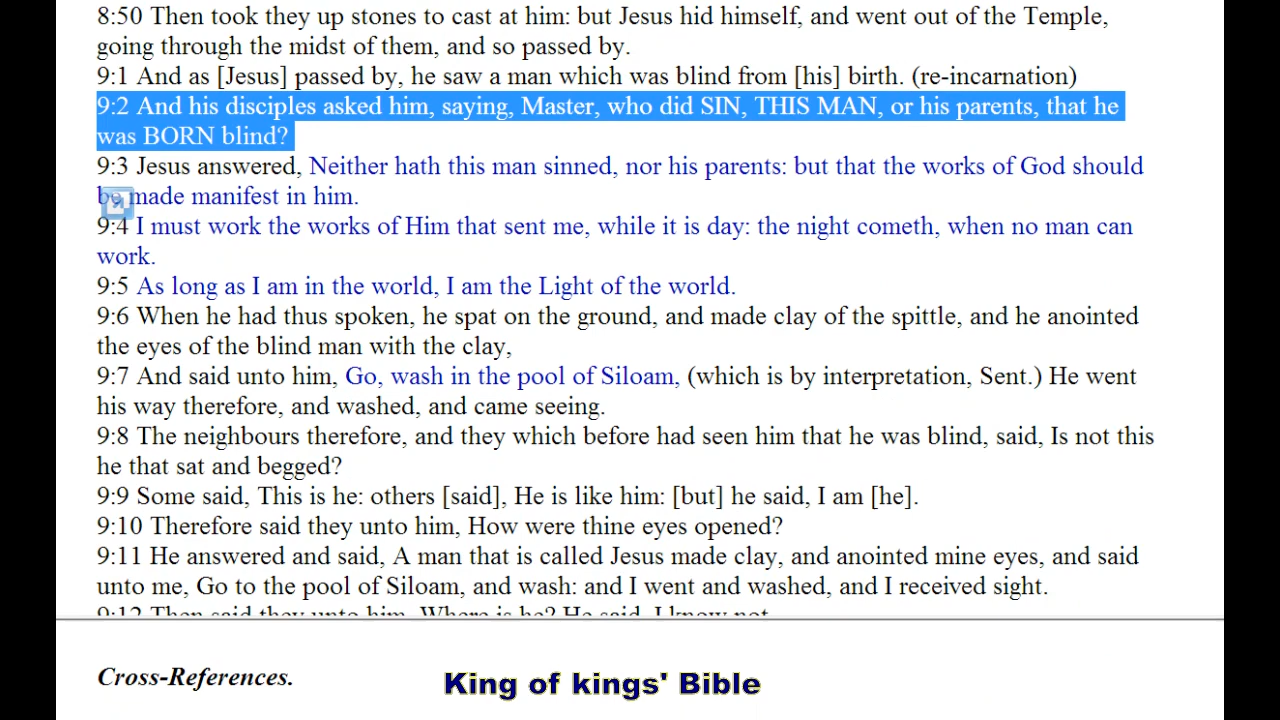 8:50 Then took they up stones to cast at him: but Jesus hid himself, and went out of the Temple,
going through the midst of them, and so passed by.
9:1 And as [Jesus] passed by, he saw a man which was blind from [his] birth. (re-incarnation)
9:2 And his disciples asked him, saying, Master, who did SIN, THIS MAN, or his parents, that he
was BORN blind?
9:3 Jesus answered, Neither hath this man sinned, nor his parents: but that the works of God should
be made manifest in him.
9:4 I must work the works of Him that sent me, while it is day: the night cometh, when no man can
work.
9:5 As long as I am in the world, I am the Light of the world.
9:6 When he had thus spoken, he spat on the ground, and made clay of the spittle, and he anointed
the eyes of the blind man with the clay,
9:7 And said unto him, Go, wash in the pool of Siloam, (which is by interpretation, Sent.) He went
his way therefore, and washed, and came seeing.
9:8 The neighbours therefore, and they which before had seen him that he was blind, said, Is not this
he that sat and begged?
9:9 Some said, This is he: others [said], He is like him: [but] he said, I am [he].
9:10 Therefore said they unto him, How were thine eyes opened?
9:11 He answered and said, A man that is called Jesus made clay, and anointed mine eyes, and said
unto me, Go to the pool of Siloam, and wash: and I went and washed, and I received sight.
9:12 Then said they unto him, Where is he? He said, I know not.
Cross-References.
King of kings' Bible